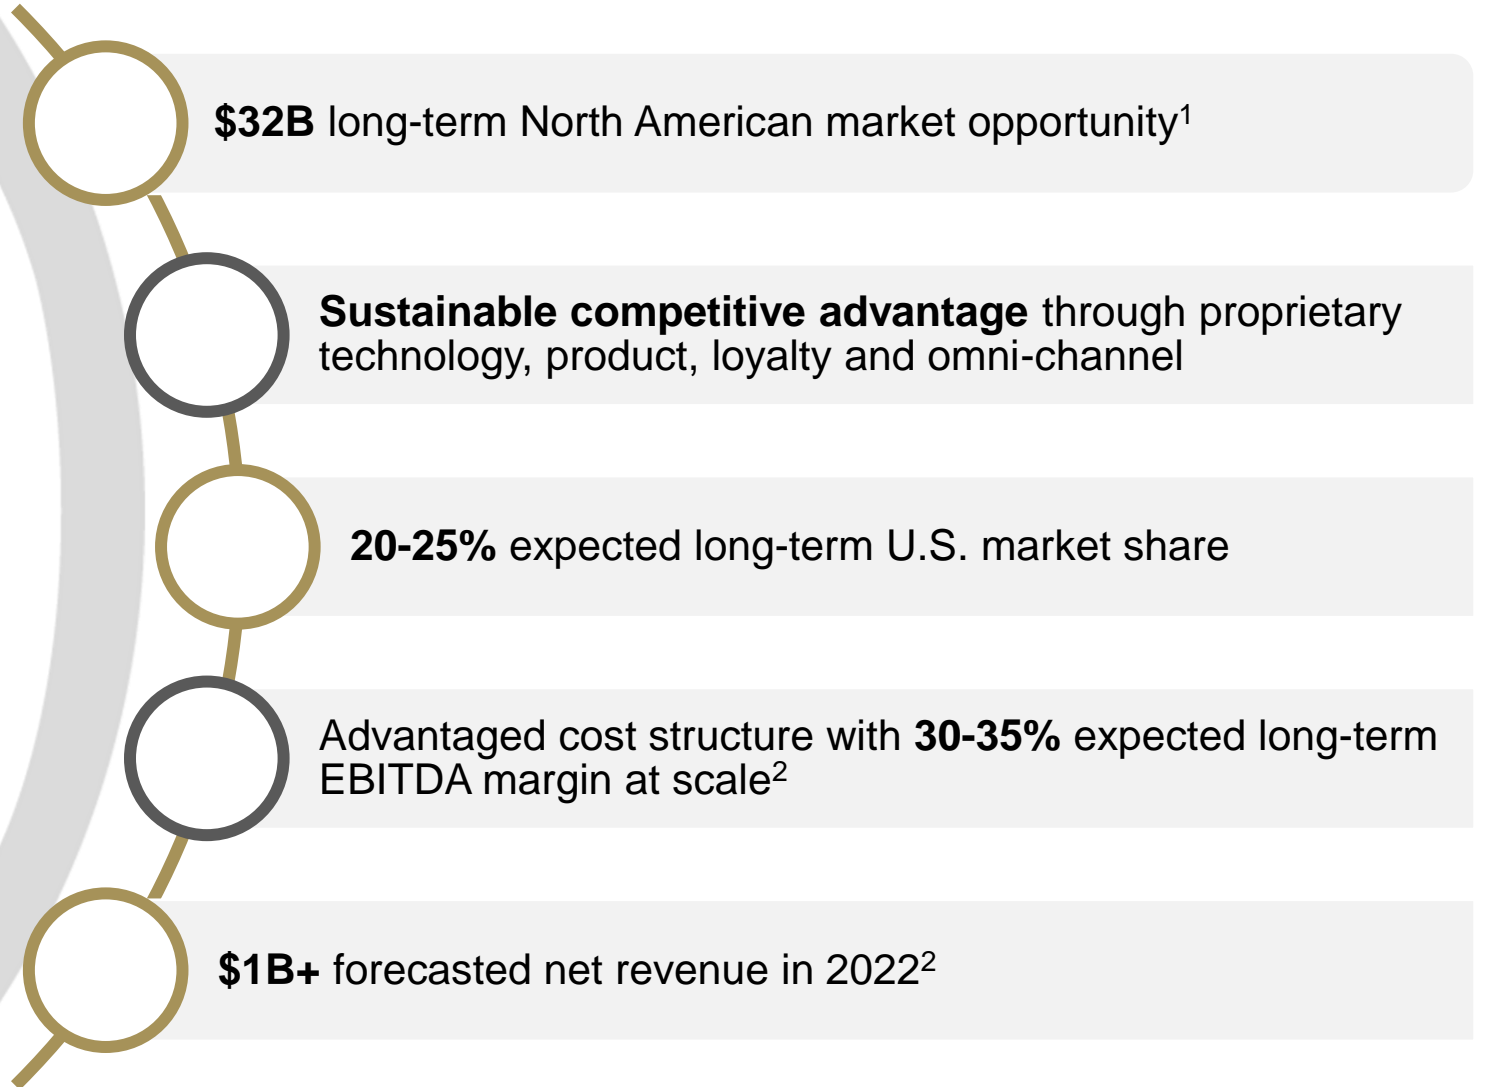 $32B long-term North American market opportunity¹
Sustainable competitive advantage through proprietary
technology, product, loyalty and omni-channel
20-25% expected long-term U.S. market share
Advantaged cost structure with 30-35% expected long-term
EBITDA margin at scale²
$1B+ forecasted net revenue in 2022²